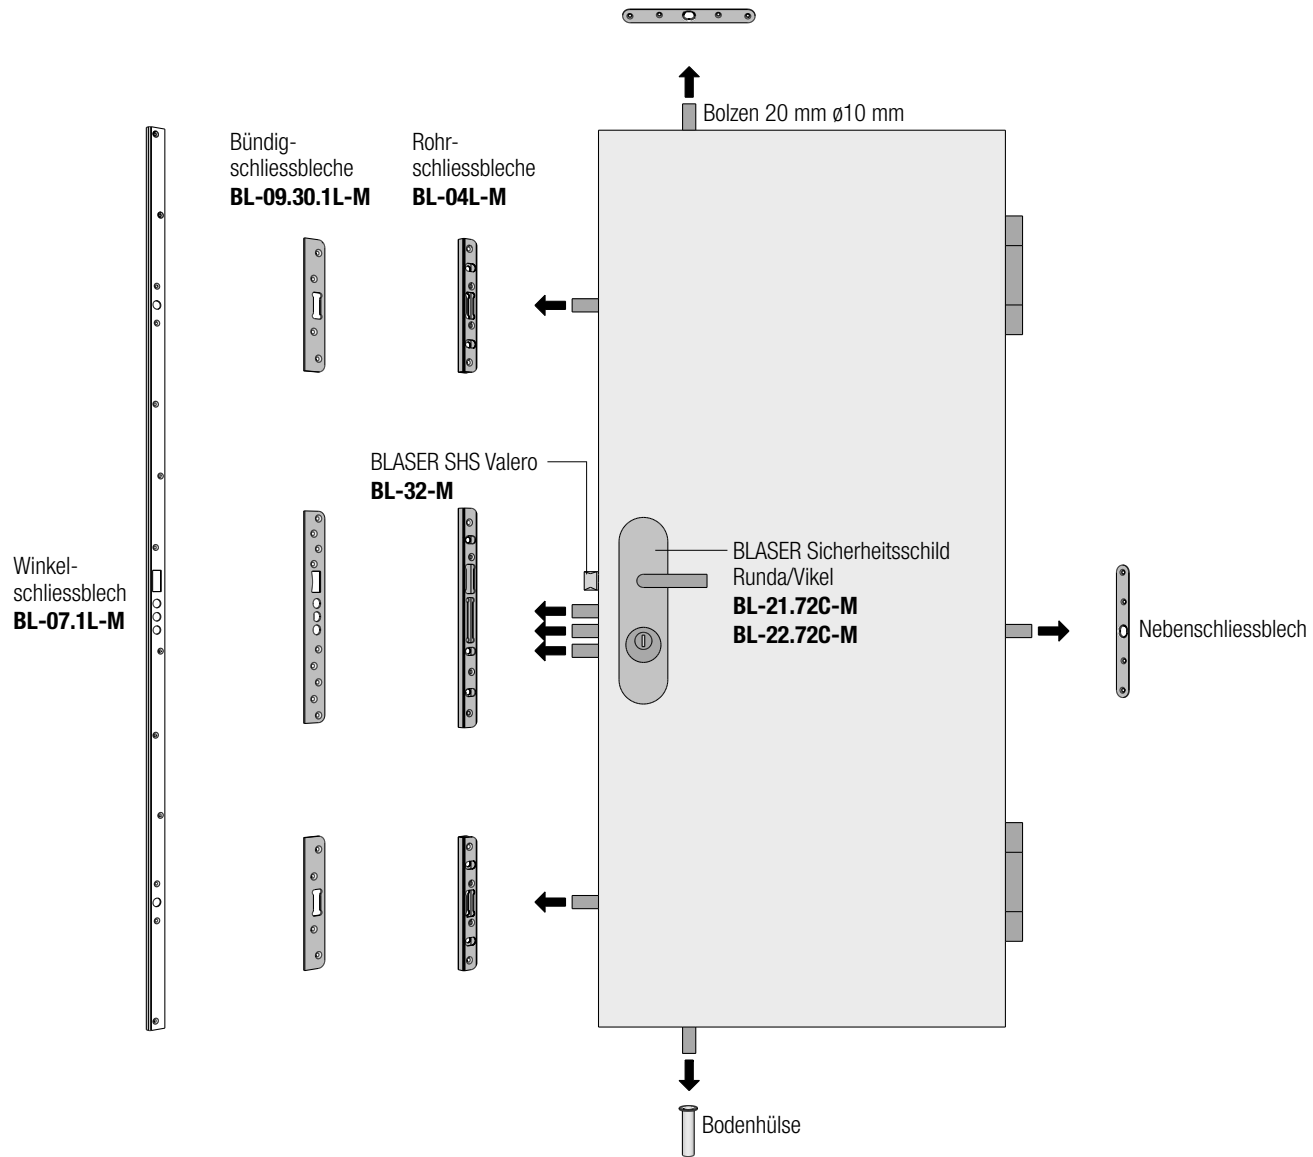 Bolzen 20 mm ø10 mm
Bündig-
schliessbleche
BL-09.30.1L-M
Rohr-
schliessbleche
BL-04L-M
BLASER SHS Valero
BL-32-M
BLASER Sicherheitsschild
Runda/Vikel
BL-21.72C-M
BL-22.72C-M
Winkel-
schliessblech
BL-07.1L-M
Nebenschliessblech
Bodenhülse